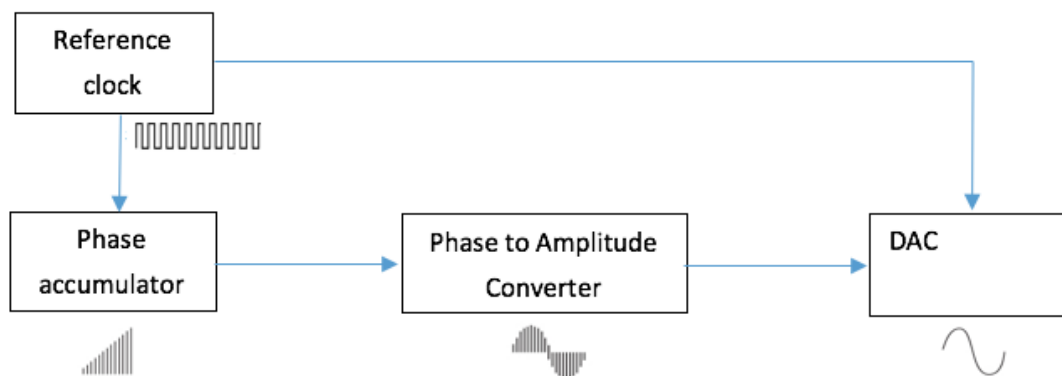 Reference
clock
Phase
accumulator
Phase to Amplitude
Converter
DAC